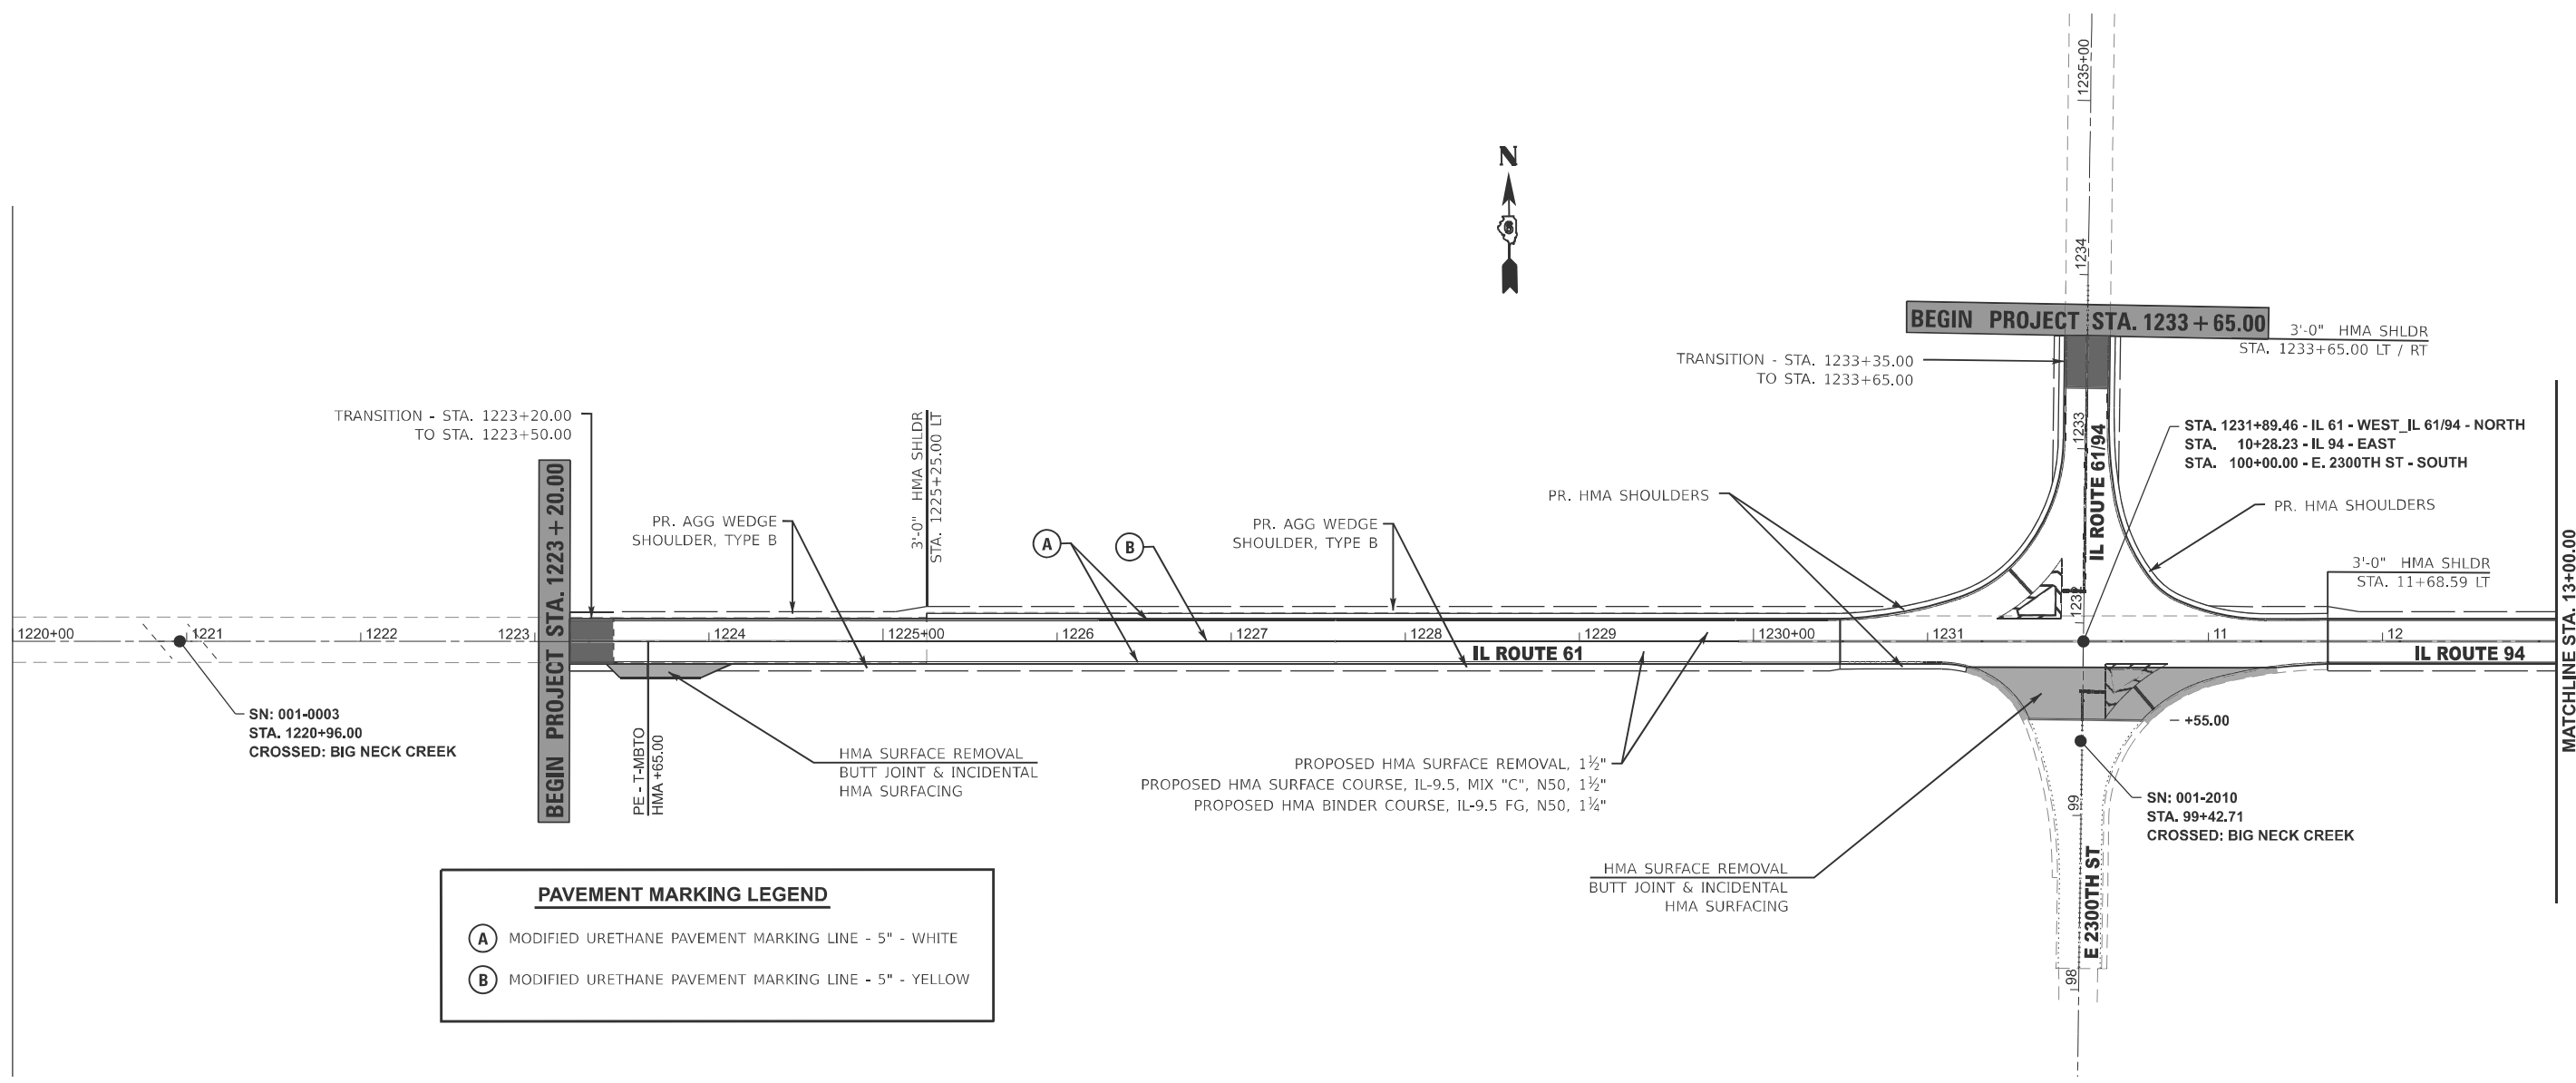 1235+00
N
6
1234
BEGIN PROJECT STA. 1233 + 65.00
3'-0" HMA SHLDR
STA. 1233+65.00 LT / RT
TRANSITION - STA. 1233+35.00
TO STA. 1233+65.00
TRANSITION - STA. 1223+20.00
TO STA. 1223+50.00
3'-0" HMA SHLDR
STA. 1225+25.00 LT
1233
IL ROUTE 61/94
STA. 1231+89.46 - IL 61 - WEST_IL 61/94 - NORTH
STA. 10+28.23 - IL 94 - EAST
STA. 100+00.00 - E. 2300TH ST - SOUTH
BEGIN PROJECT STA. 1223 + 20.00
PR. AGG WEDGE
SHOULDER, TYPE B
A
B
PR. AGG WEDGE
SHOULDER, TYPE B
PR. HMA SHOULDERS
PR. HMA SHOULDERS
3'-0" HMA SHLDR
STA. 11+68.59 LT
MATCHLINE STA. 13+00.00
1232
1220+00
1221
1222
1223
1224
1225+00
1226
1227
1228
1229
1230+00
1231
11
12
IL ROUTE 61
IL ROUTE 94
SN: 001-0003
STA. 1220+96.00
CROSSED: BIG NECK CREEK
PE - T-MBTO
HMA +65.00
HMA SURFACE REMOVAL
BUTT JOINT & INCIDENTAL
HMA SURFACING
PROPOSED HMA SURFACE REMOVAL, 1½"
PROPOSED HMA SURFACE COURSE, IL-9.5, MIX "C", N50, 1½"
PROPOSED HMA BINDER COURSE, IL-9.5 FG, N50, 1¼"
+55.00
SN: 001-2010
STA. 99+42.71
CROSSED: BIG NECK CREEK
99
E 2300TH ST
98
HMA SURFACE REMOVAL
BUTT JOINT & INCIDENTAL
HMA SURFACING
PAVEMENT MARKING LEGEND
A MODIFIED URETHANE PAVEMENT MARKING LINE - 5" - WHITE
B MODIFIED URETHANE PAVEMENT MARKING LINE - 5" - YELLOW